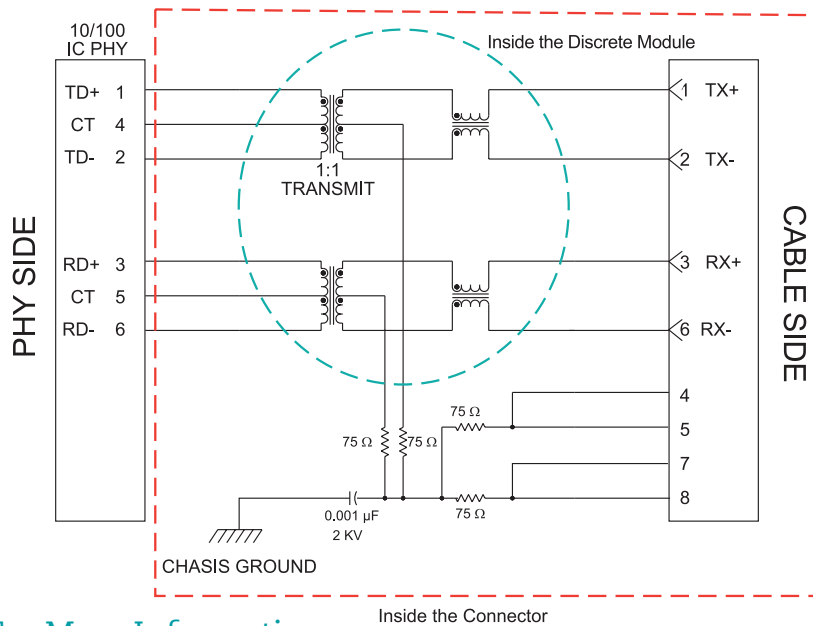 10/100
IC PHY
Inside the Discrete Module
TD+ 1
CT 4
TD- 2
1:1
TRANSMIT
1 TX+
2 TX-
PHY SIDE
CABLE SIDE
RD+ 3
CT 5
RD- 6
3 RX+
6 RX-
4
5
7
8
75 Ω
75 Ω
75 Ω
75 Ω
0.001 µF
2 KV
CHASIS GROUND
Inside the Connector